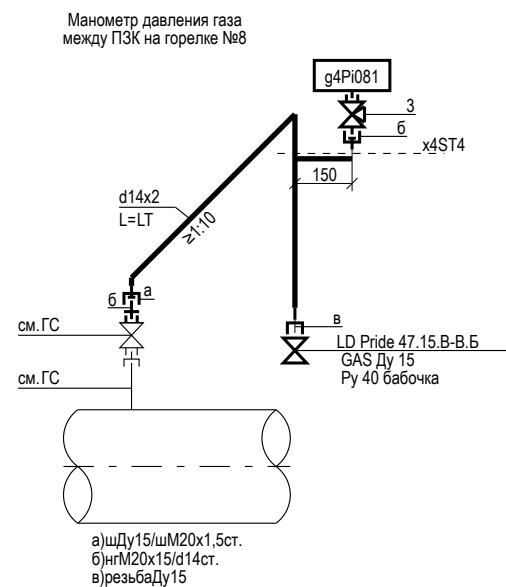 Манометр давления газа
между ПЗК на горелке №8
g4Pi081
3
б
x4ST4
150
d14x2
L=LT
≥1:10
а
б
см.ГС
в
LD Pride 47.15.В-В.Б
GAS Ду 15
Ру 40 бабочка
см.ГС
а)шДу15/шМ20х1,5ст.
б)нгМ20х15/d14ст.
в)резьбаДу15